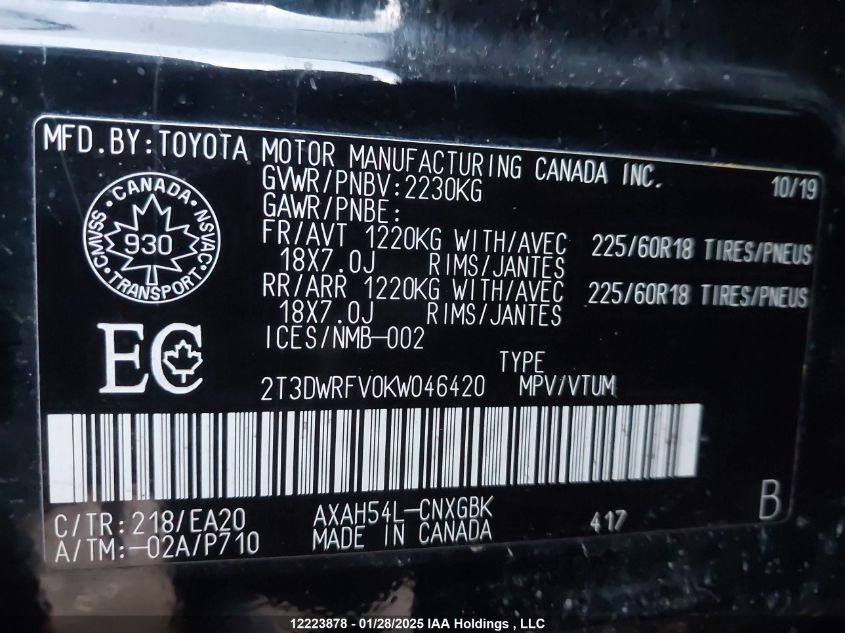 MFD.BY:TOYOTA MOTOR MANUFACTURING CANADA INC. 10/19
GVWR/PNBV:2230KG
GAWR/PNBE:
FR/AVT 1220KG WITH/AVEC 225/60R18 TIRES/PNEUS
18X7.0J RIMS/JANTES
RR/ARR 1220KG WITH/AVEC 225/60R18 TIRES/PNEUS
18X7.0J RIMS/JANTES
ICES/NMB-002
CANADA
CMVSS 930 NSVAC
TRANSPORT
EC
TYPE
2T3DWRFV0KW046420 MPV/VTUM
C/TR:218/EA20 AXAH54L-CNXGBK 417 B
A/TM:-02A/P710 MADE IN CANADA
12223878 - 01/28/2025 IAA Holdings , LLC